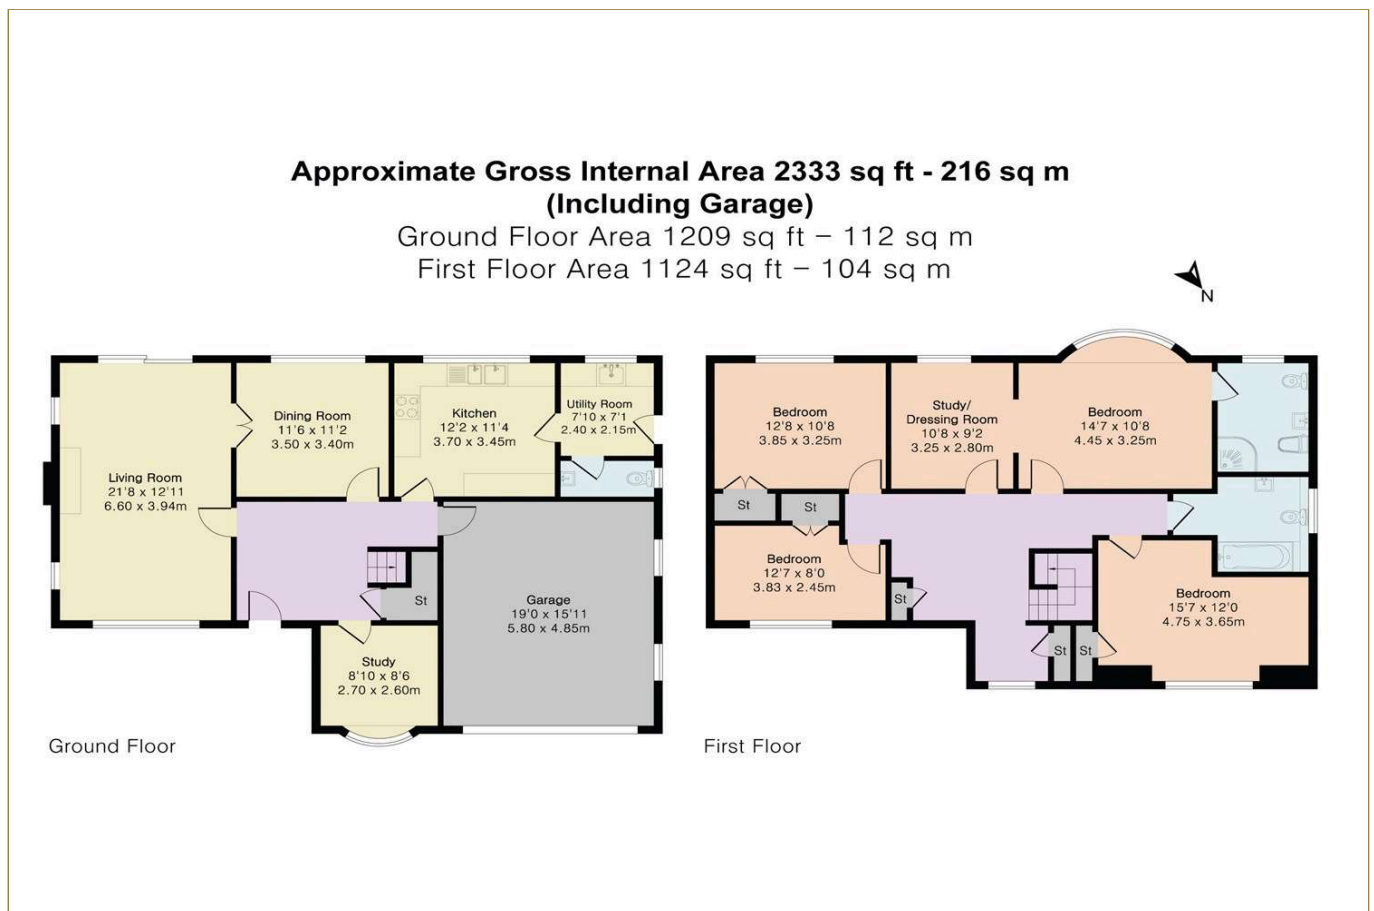 Approximate Gross Internal Area 2333 sq ft - 216 sq m
(Including Garage)
Ground Floor Area 1209 sq ft – 112 sq m
First Floor Area 1124 sq ft – 104 sq m
N
Living Room
21'8 x 12'11
6.60 x 3.94m
Dining Room
11'6 x 11'2
3.50 x 3.40m
Kitchen
12'2 x 11'4
3.70 x 3.45m
Utility Room
7'10 x 7'1
2.40 x 2.15m
St
Garage
19'0 x 15'11
5.80 x 4.85m
Study
8'10 x 8'6
2.70 x 2.60m
Ground Floor
Bedroom
12'8 x 10'8
3.85 x 3.25m
Study/
Dressing Room
10'8 x 9'2
3.25 x 2.80m
Bedroom
14'7 x 10'8
4.45 x 3.25m
St
St
Bedroom
12'7 x 8'0
3.83 x 2.45m
St
Bedroom
15'7 x 12'0
4.75 x 3.65m
St
St
First Floor